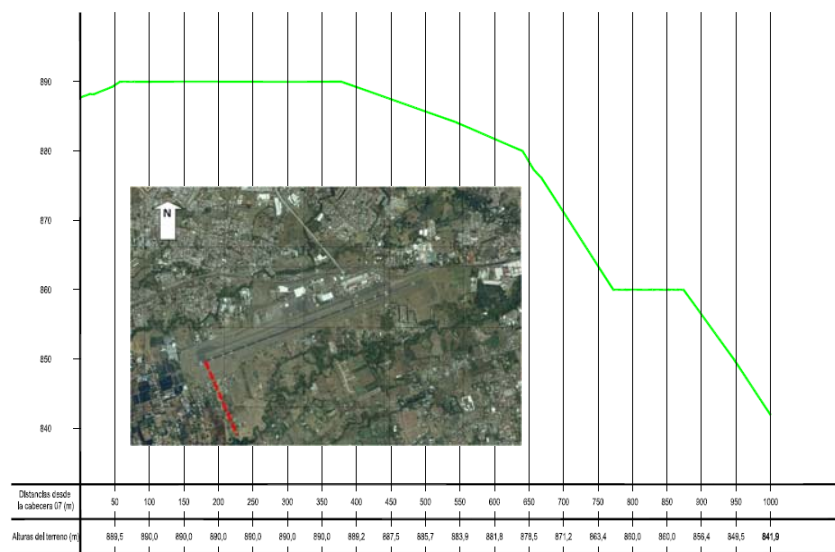 890
880
870
860
850
840
N
Distancias desde
la cabecera 07 (m)
50 100 150 200 250 300 350 400 450 500 550 600 650 700 750 800 850 900 950 1000
Alturas del terreno (m) 889,5 890,0 890,0 890,0 890,0 890,0 890,0 889,2 887,5 885,7 883,9 881,8 878,5 871,2 863,4 860,0 860,0 856,4 849,5 841,9